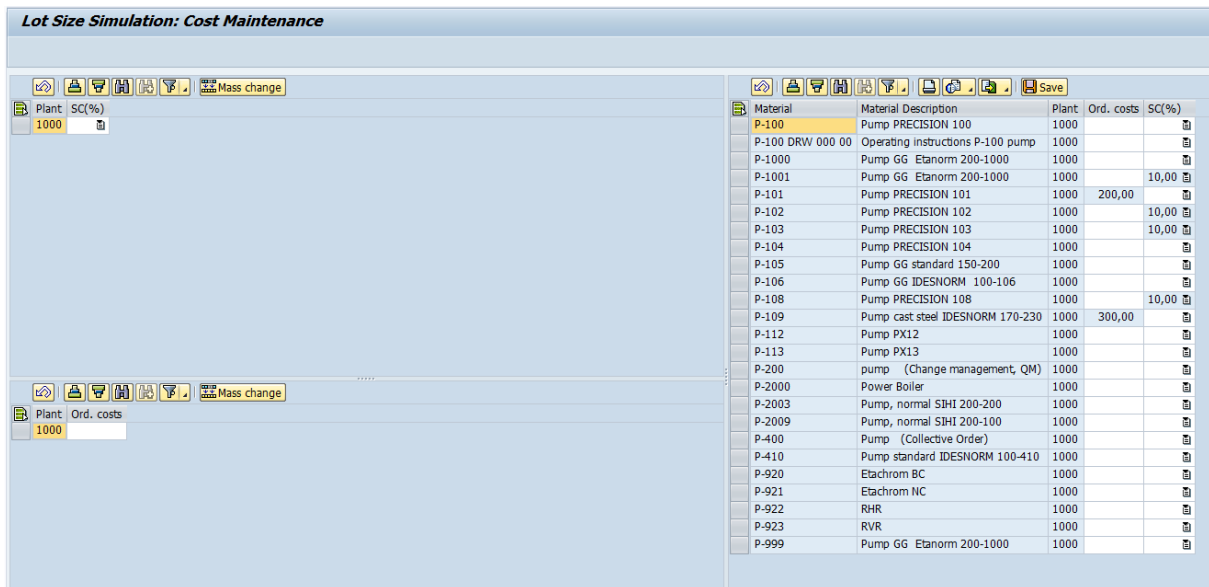 Lot Size Simulation: Cost Maintenance
Mass change
Plant SC(%)
1000
Mass change
Plant Ord. costs
1000
Save
Material Material Description Plant Ord. costs SC(%)
P-100 Pump PRECISION 100 1000
P-100 DRW 000 00 Operating instructions P-100 pump 1000
P-1000 Pump GG Etanorm 200-1000 1000
P-1001 Pump GG Etanorm 200-1000 1000 10,00
P-101 Pump PRECISION 101 1000 200,00
P-102 Pump PRECISION 102 1000 10,00
P-103 Pump PRECISION 103 1000 10,00
P-104 Pump PRECISION 104 1000
P-105 Pump GG standard 150-200 1000
P-106 Pump GG IDESNORM 100-106 1000
P-108 Pump PRECISION 108 1000 10,00
P-109 Pump cast steel IDESNORM 170-230 1000 300,00
P-112 Pump PX12 1000
P-113 Pump PX13 1000
P-200 pump (Change management, QM) 1000
P-2000 Power Boiler 1000
P-2003 Pump, normal SIHI 200-200 1000
P-2009 Pump, normal SIHI 200-100 1000
P-400 Pump (Collective Order) 1000
P-410 Pump standard IDESNORM 100-410 1000
P-920 Etachrom BC 1000
P-921 Etachrom NC 1000
P-922 RHR 1000
P-923 RVR 1000
P-999 Pump GG Etanorm 200-1000 1000